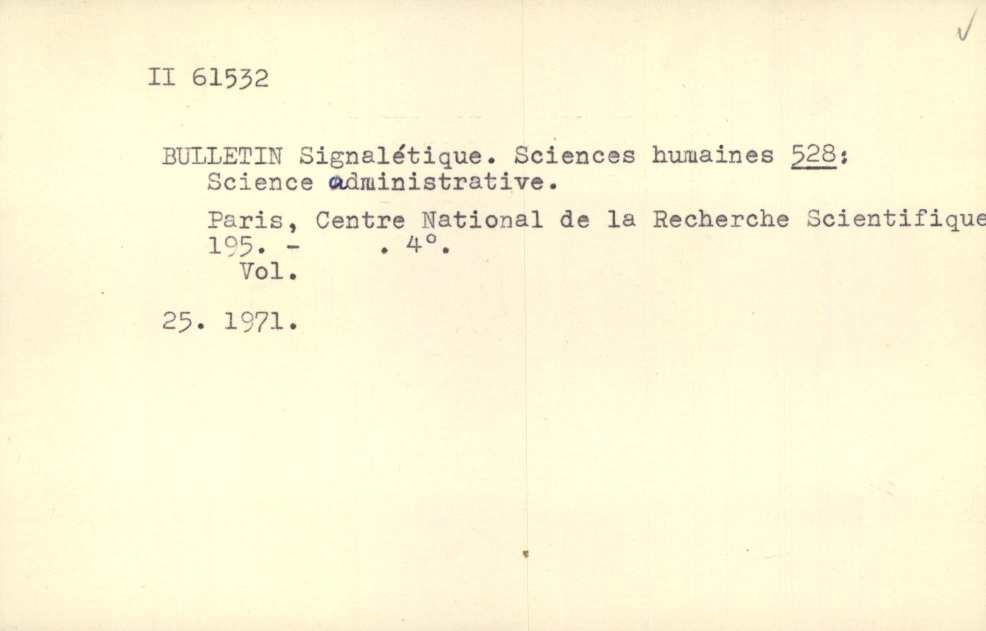 II 61532
BULLETIN Signalétique. Sciences humaines 528:
Science administrative.
Paris, Centre National de la Recherche Scientifique
195. - . 4°.
Vol.
25. 1971.